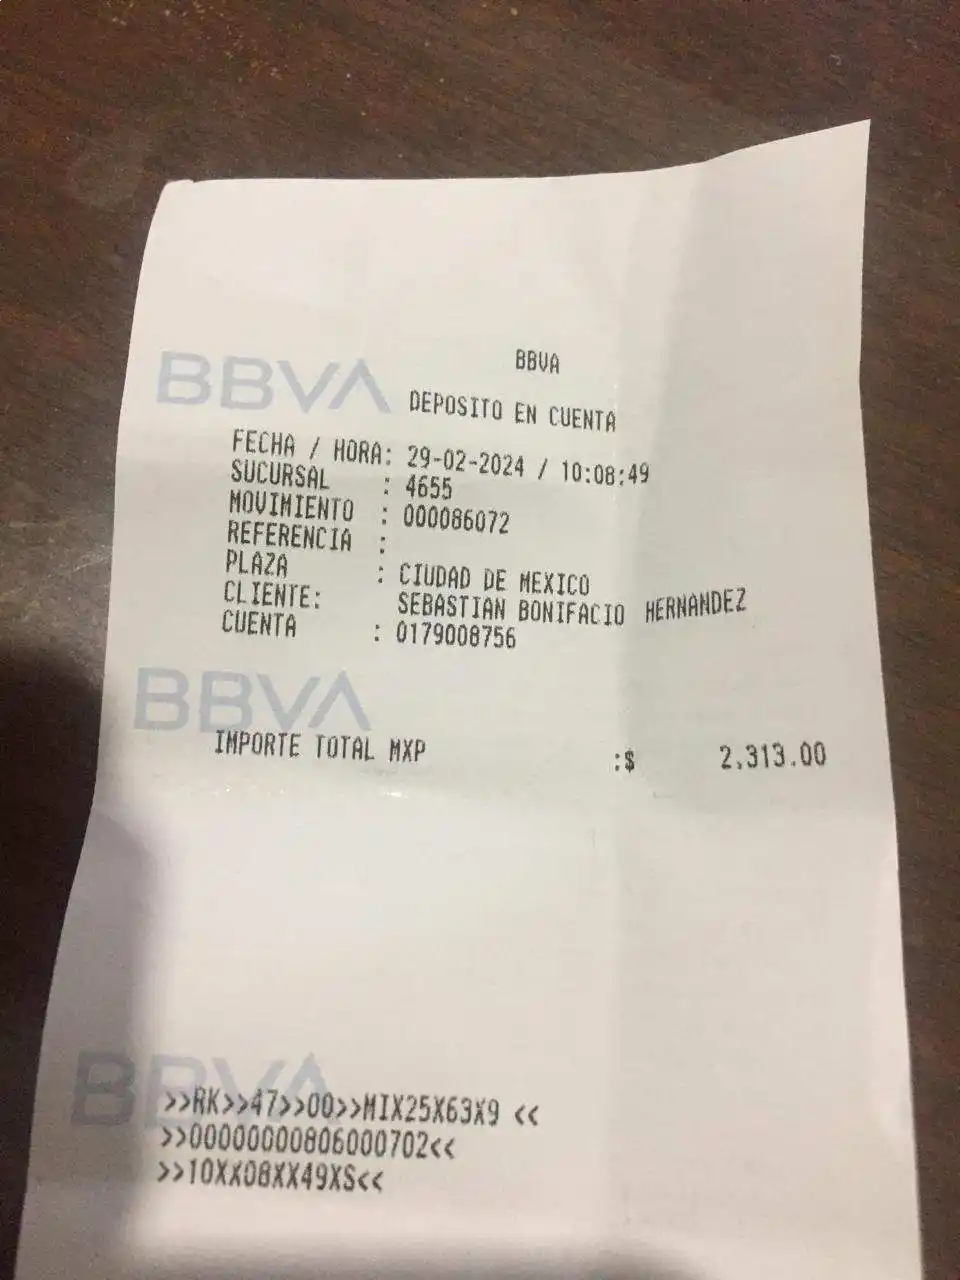 BBVA
BBVA
DEPOSITO EN CUENTA
FECHA / HORA: 29-02-2024 / 10:08:49
SUCURSAL : 4655
MOVIMIENTO : 000086072
REFERENCIA :
PLAZA : CIUDAD DE MEXICO
CLIENTE: SEBASTIAN BONIFACIO HERNANDEZ
CUENTA : 0179008756
BBVA
IMPORTE TOTAL MXP :$ 2,313.00
BBVA
>>RK>>47>>00>>MIX25X63X9 <<
>>00000000806000702<<
>>10XX08XX49XS<<